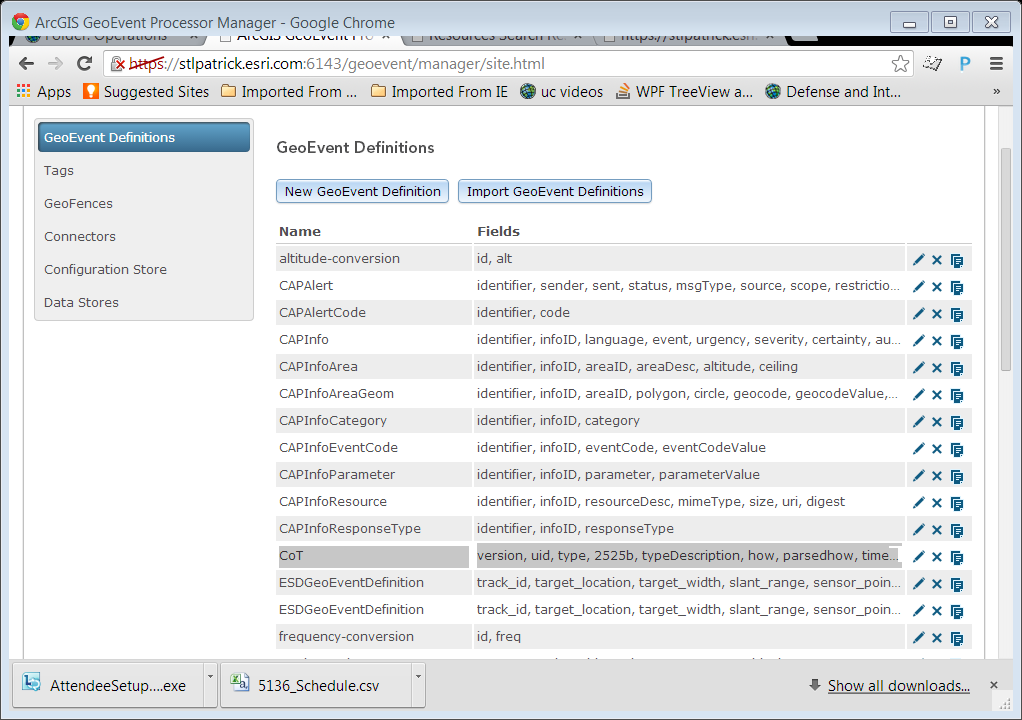 ArcGIS GeoEvent Processor Manager - Google Chrome
Folder: Operations ArcGIS GeoEvent Pro Resources Search Re https://stlpatrick.esri.
https://stlpatrick.esri.com:6143/geoevent/manager/site.html
Apps Suggested Sites Imported From ... Imported From IE uc videos WPF TreeView a... Defense and Int... »
GeoEvent Definitions
Tags
GeoFences
Connectors
Configuration Store
Data Stores
GeoEvent Definitions
New GeoEvent Definition Import GeoEvent Definitions
Name Fields
altitude-conversion id, alt
CAPAlert identifier, sender, sent, status, msgType, source, scope, restrictio...
CAPAlertCode identifier, code
CAPInfo identifier, infoID, language, event, urgency, severity, certainty, au...
CAPInfoArea identifier, infoID, areaID, areaDesc, altitude, ceiling
CAPInfoAreaGeom identifier, infoID, areaID, polygon, circle, geocode, geocodeValue,...
CAPInfoCategory identifier, infoID, category
CAPInfoEventCode identifier, infoID, eventCode, eventCodeValue
CAPInfoParameter identifier, infoID, parameter, parameterValue
CAPInfoResource identifier, infoID, resourceDesc, mimeType, size, uri, digest
CAPInfoResponseType identifier, infoID, responseType
CoT version, uid, type, 2525b, typeDescription, how, parsedhow, time...
ESDGeoEventDefinition track_id, target_location, target_width, slant_range, sensor_poin...
ESDGeoEventDefinition track_id, target_location, target_width, slant_range, sensor_poin...
frequency-conversion id, freq
AttendeeSetup....exe 5136_Schedule.csv Show all downloads...